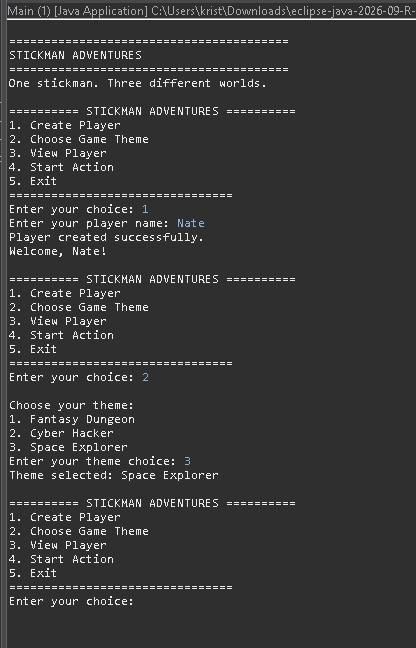 Main (1) [Java Application] C:\Users\krist\Downloads\eclipse-java-2026-09-R-
========================================
STICKMAN ADVENTURES
========================================
One stickman. Three different worlds.
========== STICKMAN ADVENTURES ==========
1. Create Player
2. Choose Game Theme
3. View Player
4. Start Action
5. Exit
================================
Enter your choice: 1
Enter your player name: Nate
Player created successfully.
Welcome, Nate!
========== STICKMAN ADVENTURES ==========
1. Create Player
2. Choose Game Theme
3. View Player
4. Start Action
5. Exit
================================
Enter your choice: 2
Choose your theme:
1. Fantasy Dungeon
2. Cyber Hacker
3. Space Explorer
Enter your theme choice: 3
Theme selected: Space Explorer
========== STICKMAN ADVENTURES ==========
1. Create Player
2. Choose Game Theme
3. View Player
4. Start Action
5. Exit
================================
Enter your choice: